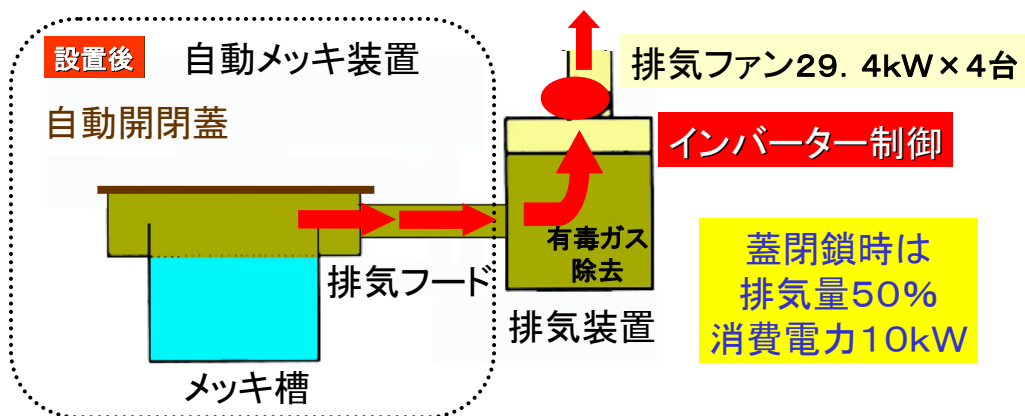 設置後
自動メッキ装置
排気ファン29．4kW×4台
自動開閉蓋
インバーター制御
有毒ガス
除去
蓋閉鎖時は
排気量50％
消費電力10kW
排気フード
排気装置
メッキ槽